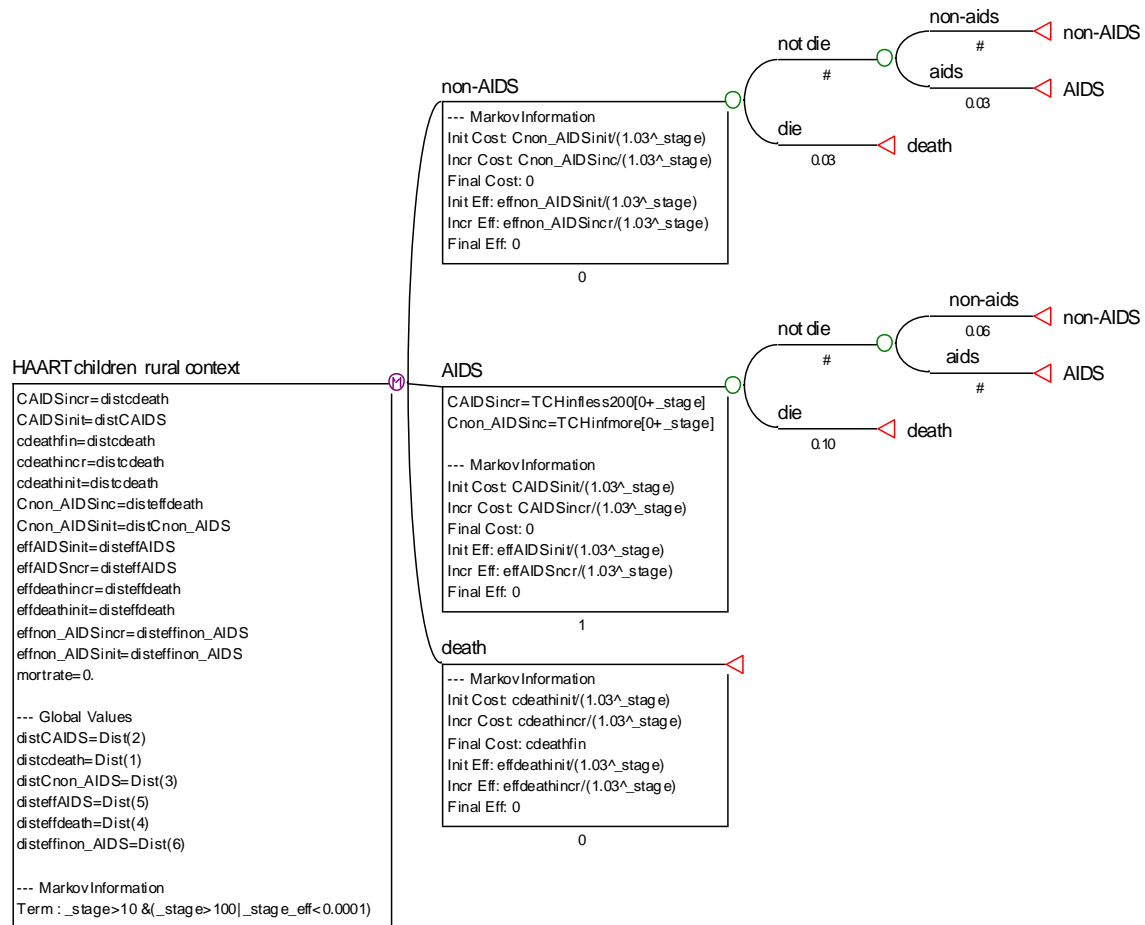 HAART children rural context
CAIDSincr=distcdeath
CAIDSinit=distCAIDS
cdeathfin=distcdeath
cdeathincr=distcdeath
cdeathinit=distcdeath
Cnon_AIDSinc=disteffdeath
Cnon_AIDSinit=distCnon_AIDS
effAIDSinit=disteffAIDS
effAIDSncr=disteffAIDS
effdeathincr=disteffdeath
effdeathinit=disteffdeath
effnon_AIDSincr=disteffinon_AIDS
effnon_AIDSinit=disteffinon_AIDS
mortrate=0.
--- Global Values
distCAIDS=Dist(2)
distcdeath=Dist(1)
distCnon_AIDS=Dist(3)
disteffAIDS=Dist(5)
disteffdeath=Dist(4)
disteffinon_AIDS=Dist(6)
--- Markov Information
Term : _stage>10 &(_stage>100|_stage_eff<0.0001)
M
non-AIDS
--- Markov Information
Init Cost: Cnon_AIDSinit/(1.03^_stage)
Incr Cost: Cnon_AIDSinc/(1.03^_stage)
Final Cost: 0
Init Eff: effnon_AIDSinit/(1.03^_stage)
Incr Eff: effnon_AIDSincr/(1.03^_stage)
Final Eff: 0
0
not die
#
non-aids
#
non-AIDS
aids
0.03
AIDS
die
0.03
death
AIDS
CAIDSincr=TCHinfless200[0+_stage]
Cnon_AIDSinc=TCHinfmore[0+_stage]
--- Markov Information
Init Cost: CAIDSinit/(1.03^_stage)
Incr Cost: CAIDSincr/(1.03^_stage)
Final Cost: 0
Init Eff: effAIDSinit/(1.03^_stage)
Incr Eff: effAIDSncr/(1.03^_stage)
Final Eff: 0
1
not die
#
non-aids
0.06
non-AIDS
aids
#
AIDS
die
0.10
death
death
--- Markov Information
Init Cost: cdeathinit/(1.03^_stage)
Incr Cost: cdeathincr/(1.03^_stage)
Final Cost: cdeathfin
Init Eff: effdeathinit/(1.03^_stage)
Incr Eff: effdeathincr/(1.03^_stage)
Final Eff: 0
0